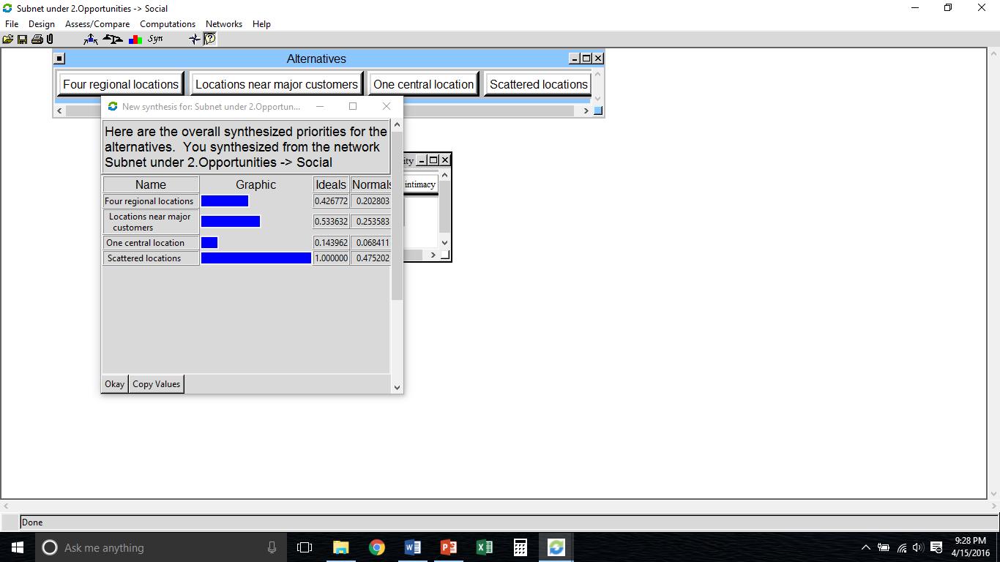 Subnet under 2.Opportunities -> Social
File Design Assess/Compare Computations Networks Help
Syn
Alternatives
Four regional locations Locations near major customers One central location Scattered locations
New synthesis for: Subnet under 2.Opportun...
Here are the overall synthesized priorities for the
alternatives. You synthesized from the network
Subnet under 2.Opportunities -> Social
ity
intimacy
Name Graphic Ideals Normals
Four regional locations 0.426772 0.202803
Locations near major
customers
0.533632 0.253583
One central location 0.143962 0.068411
Scattered locations 1.000000 0.475202
Okay Copy Values
Done
Ask me anything
9:28 PM
4/15/2016